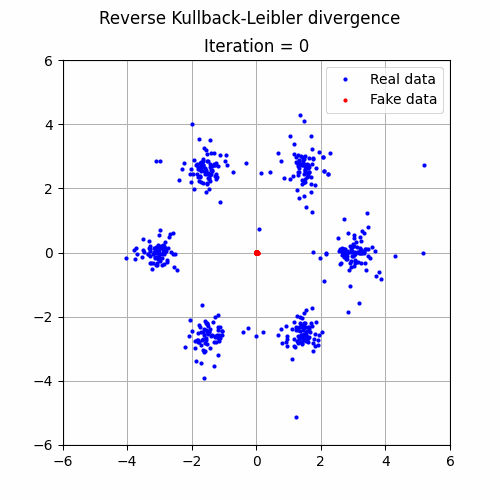 Reverse Kullback-Leibler divergence
Iteration = 0
Real data
Fake data
6
4
2
0
−2
−4
−6
−6 −4 −2 0 2 4 6